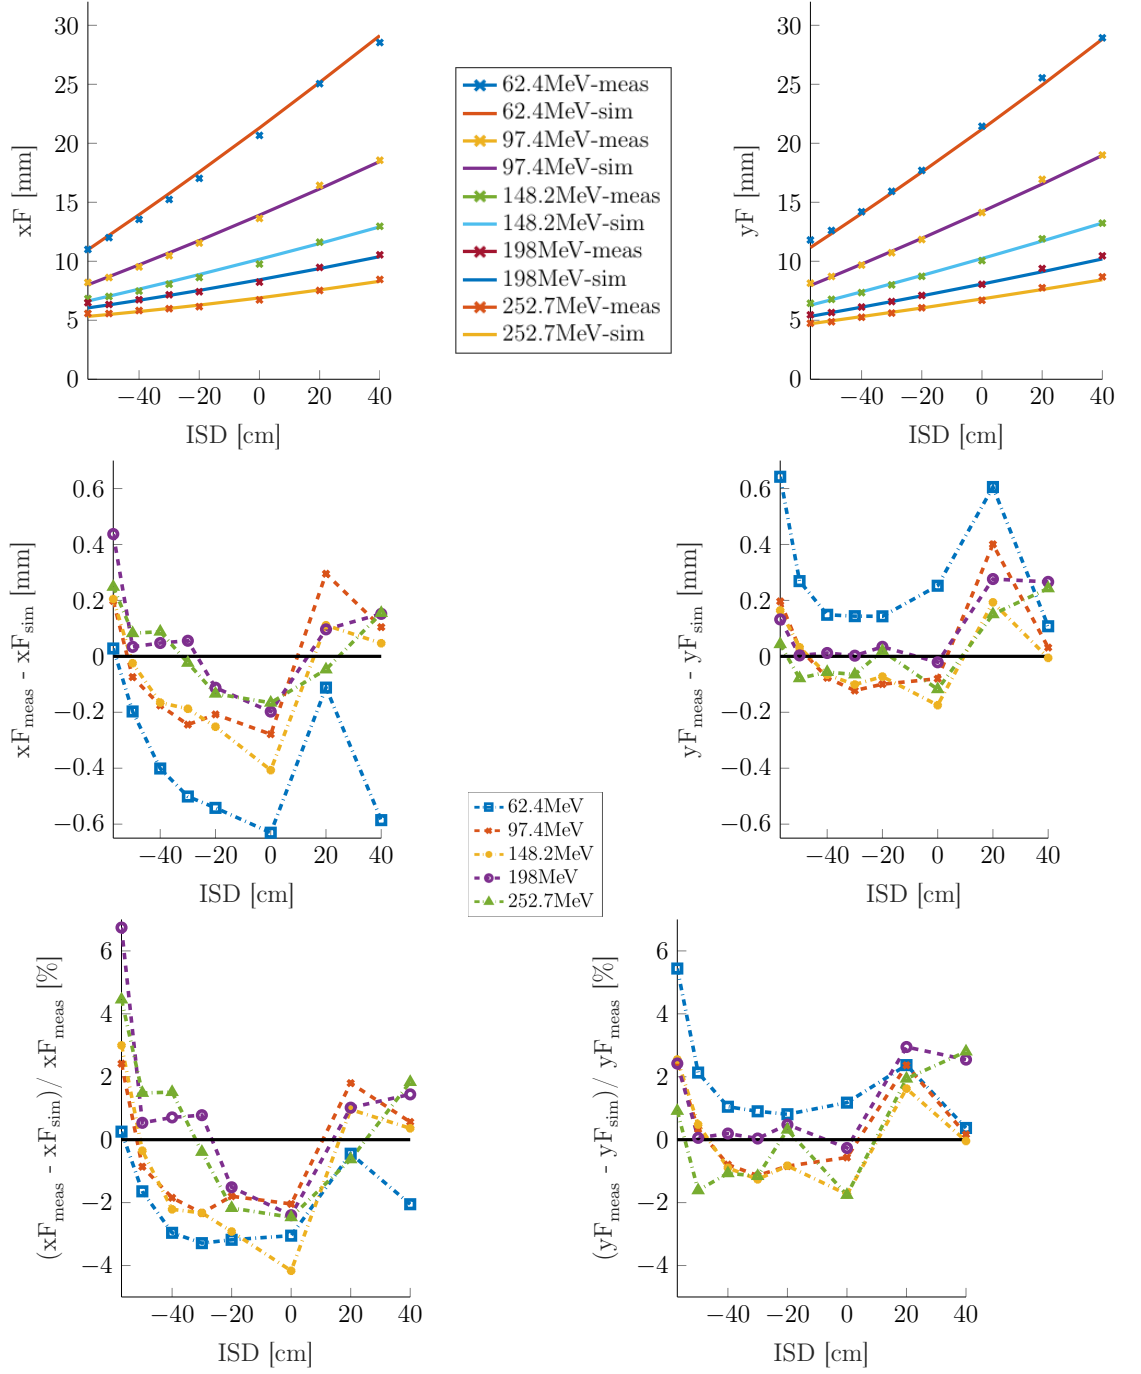 30
25
20
15
10
5
0
−40 −20 0 20 40
ISD [cm]
xF [mm]
62.4MeV-meas
62.4MeV-sim
97.4MeV-meas
97.4MeV-sim
148.2MeV-meas
148.2MeV-sim
198MeV-meas
198MeV-sim
252.7MeV-meas
252.7MeV-sim
30
25
20
15
10
5
0
−40 −20 0 20 40
ISD [cm]
yF [mm]
0.6
0.4
0.2
0
−0.2
−0.4
−0.6
−40 −20 0 20 40
ISD [cm]
xFmeas - xFsim [mm]
0.6
0.4
0.2
0
−0.2
−0.4
−0.6
−40 −20 0 20 40
ISD [cm]
yFmeas - yFsim [mm]
62.4MeV
97.4MeV
148.2MeV
198MeV
252.7MeV
6
4
2
0
−2
−4
−40 −20 0 20 40
ISD [cm]
(xFmeas - xFsim)/ xFmeas [%]
6
4
2
0
−2
−4
−40 −20 0 20 40
ISD [cm]
(yFmeas - yFsim)/ yFmeas [%]